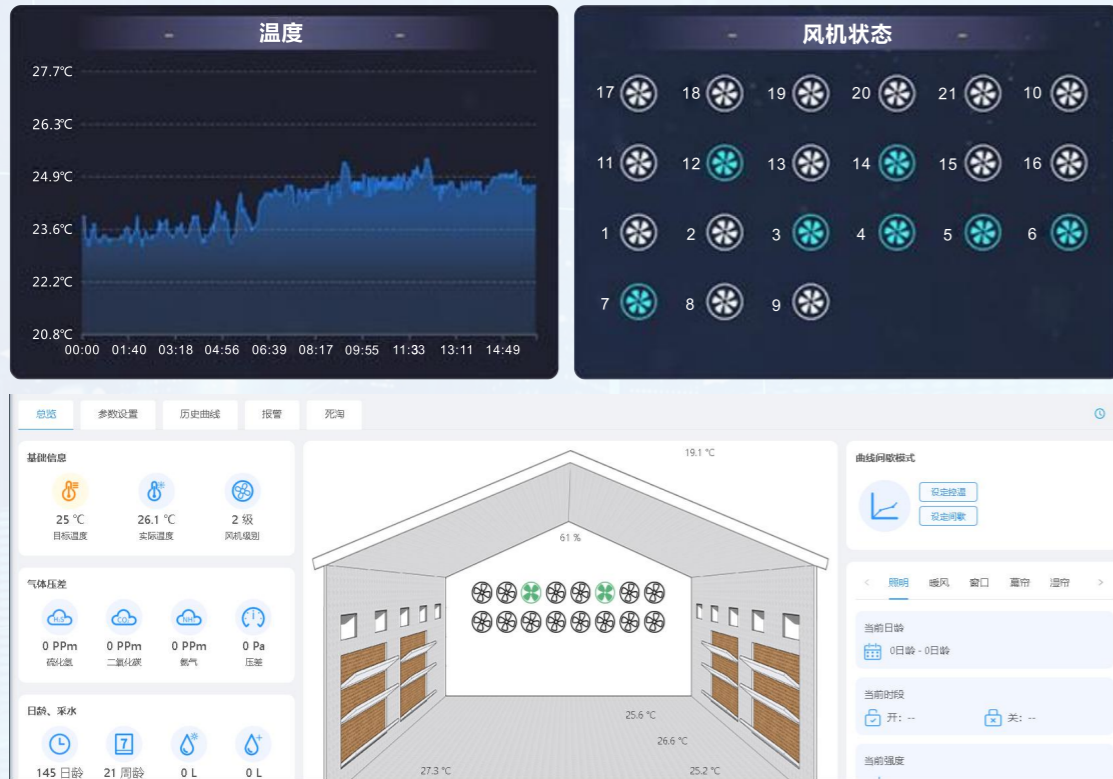 温度
27.7℃
26.3℃
24.9℃
23.6℃
22.2℃
20.8℃
00:00 01:40 03:18 04:56 06:39 08:17 09:55 11:33 13:11 14:49
风机状态
17 18 19 20 21 10
11 12 13 14 15 16
1 2 3 4 5 6
7 8 9
总览 参数设置 历史曲线 报警 死淘
基础信息
25 ℃ 26.1 ℃ 2 级
目标温度 实际温度 风机级别
气体压差
H₂S CO₂ NH₃
0 PPm 0 PPm 0 PPm 0 Pa
硫化氢 二氧化碳 氨气 压差
日龄、采水
7
145 日龄 21 周龄 0 L 0 L
19.1 ℃
61 %
25.6 ℃
26.6 ℃
27.3 ℃ 25.2 ℃
曲线间歇模式
设定控温
设定间歇
< 照明 暖风 窗口 幕帘 湿帘 >
当前日龄
0日龄 - 0日龄
当前时段
开: -- 关: --
当前强度